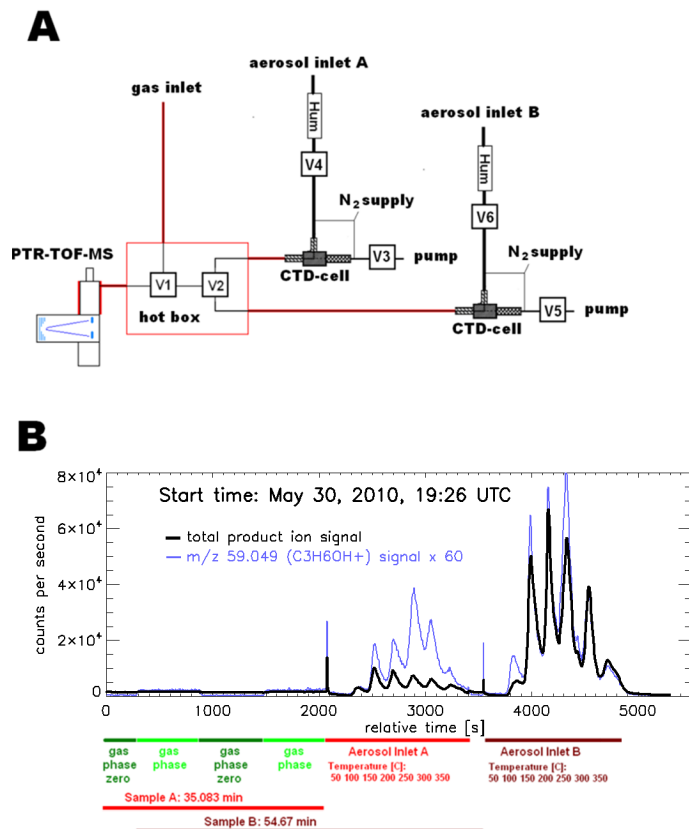 A
aerosol inlet A
gas inlet
Hum
aerosol inlet B
V4
Hum
N2 supply
V6
PTR-TOF-MS
V3
pump
N2 supply
V1
V2
CTD-cell
hot box
V5
pump
CTD-cell
B
8×10⁴
Start time: May 30, 2010, 19:26 UTC
6×10⁴
total product ion signal
m/z 59.049 (C3H6OH+) signal x 60
counts per second
4×10⁴
2×10⁴
0
0 1000 2000 3000 4000 5000
relative time [s]
gas phase zero
gas phase
gas phase zero
gas phase
Aerosol Inlet A
Temperature [C]:
50 100 150 200 250 300 350
Aerosol Inlet B
Temperature [C]:
50 100 150 200 250 300 350
Sample A: 35.083 min
Sample B: 54.67 min